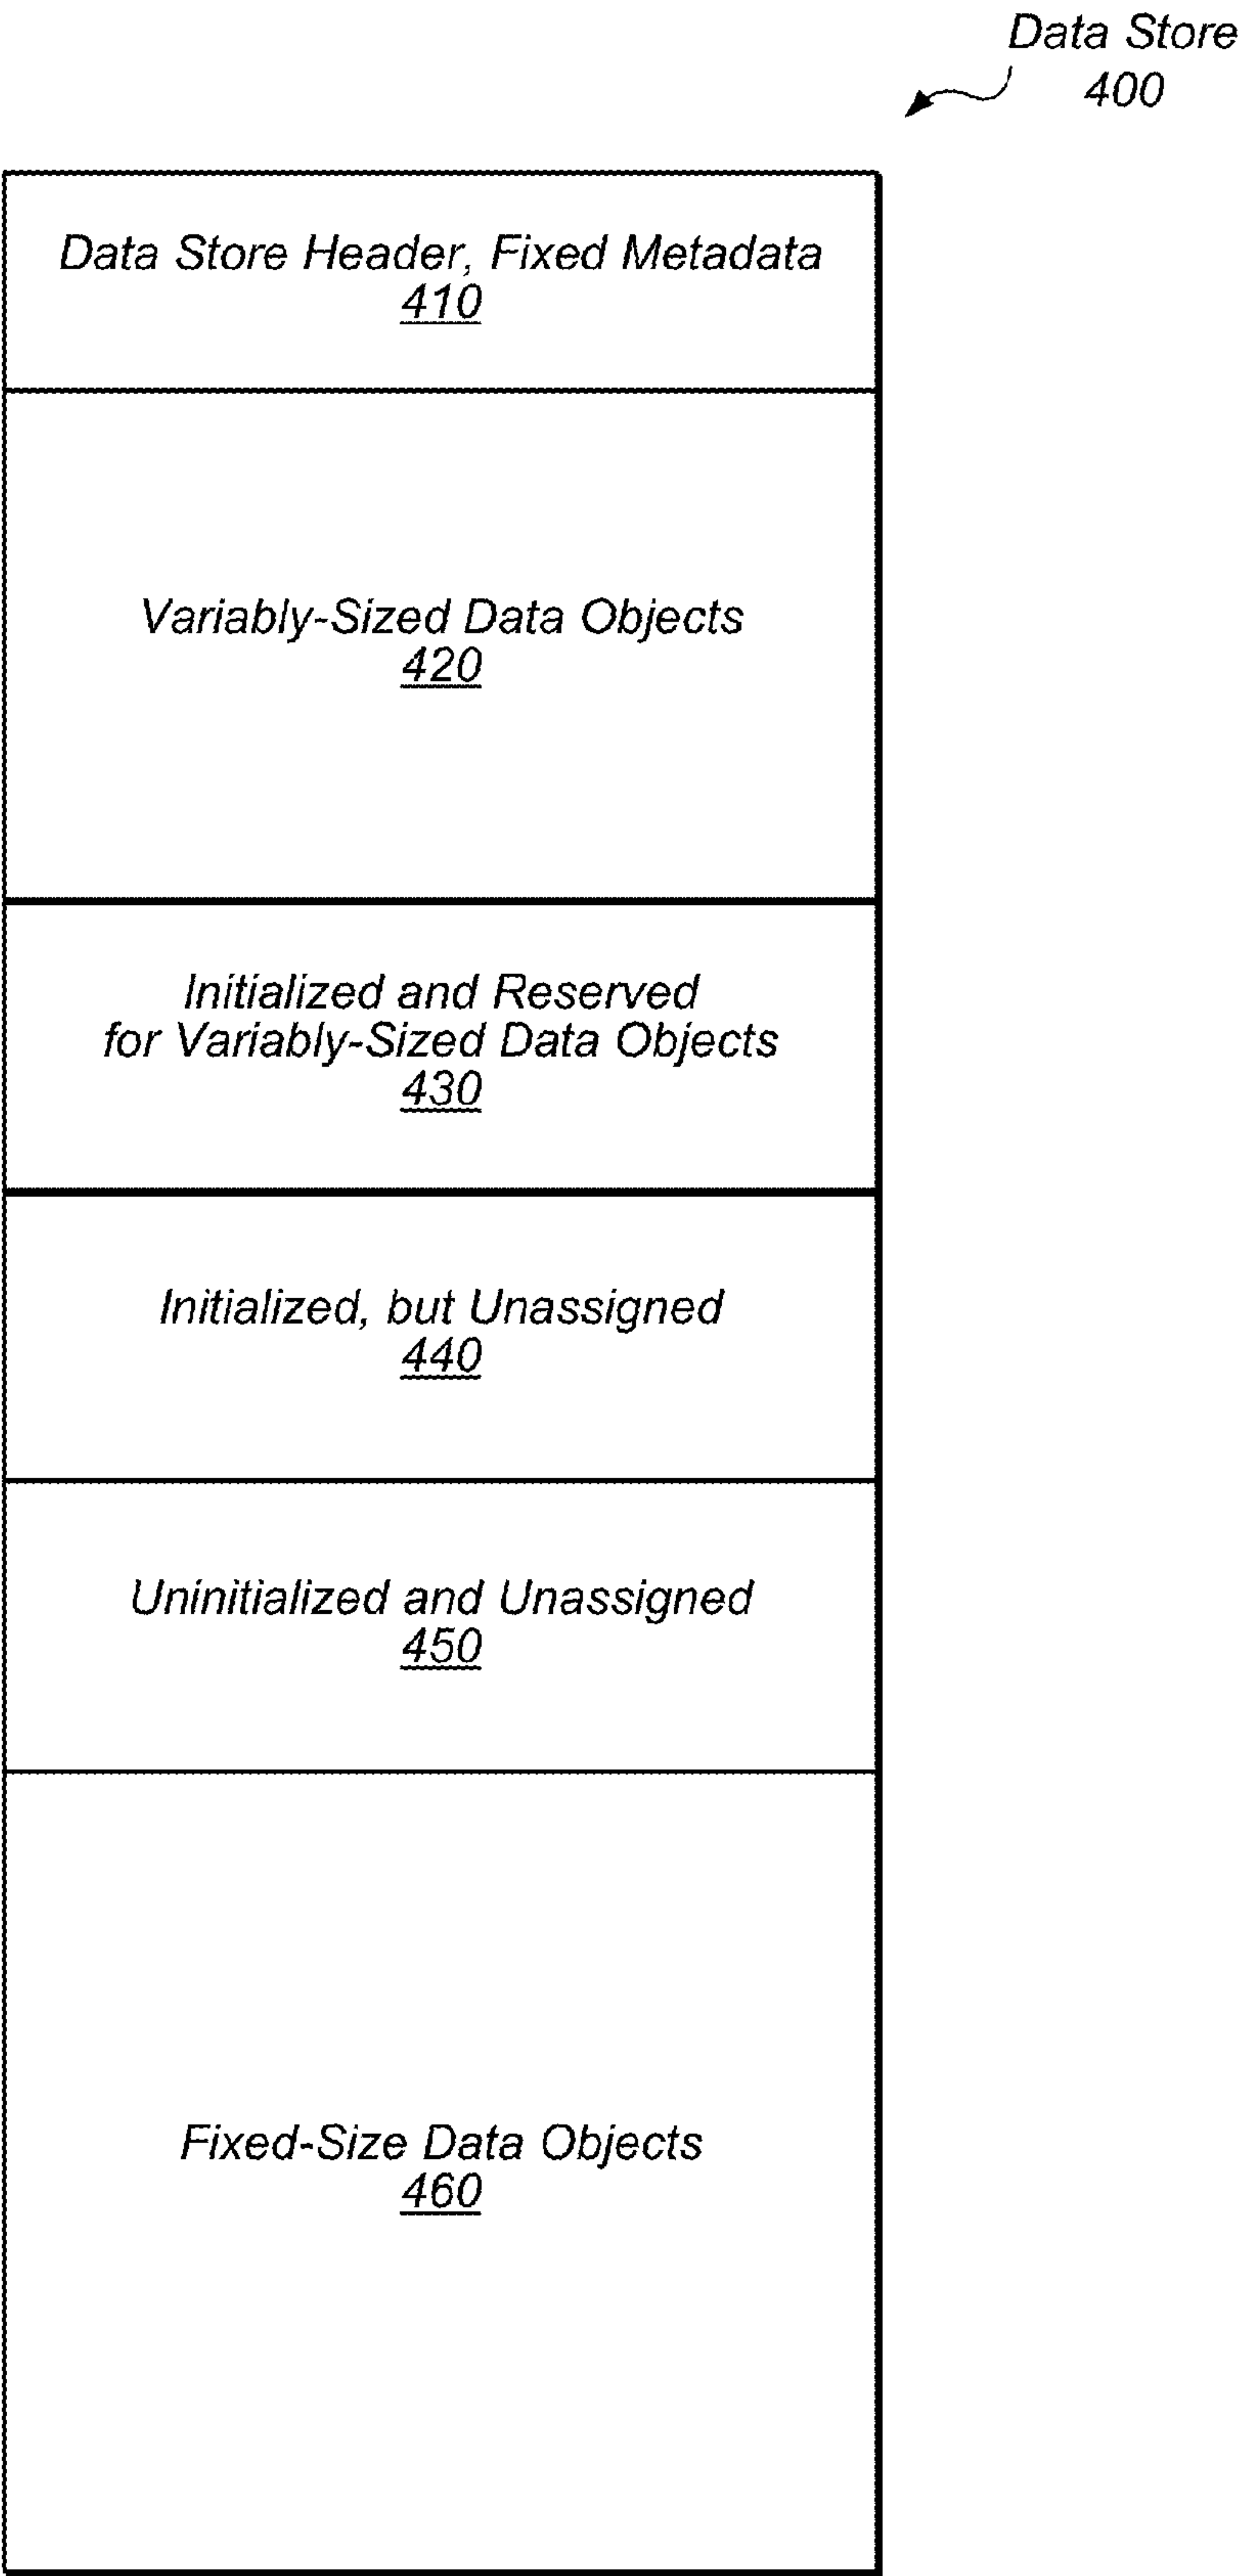 Data Store
400
Data Store Header, Fixed Metadata
410
Variably-Sized Data Objects
420
Initialized and Reserved
for Variably-Sized Data Objects
430
Initialized, but Unassigned
440
Uninitialized and Unassigned
450
Fixed-Size Data Objects
460